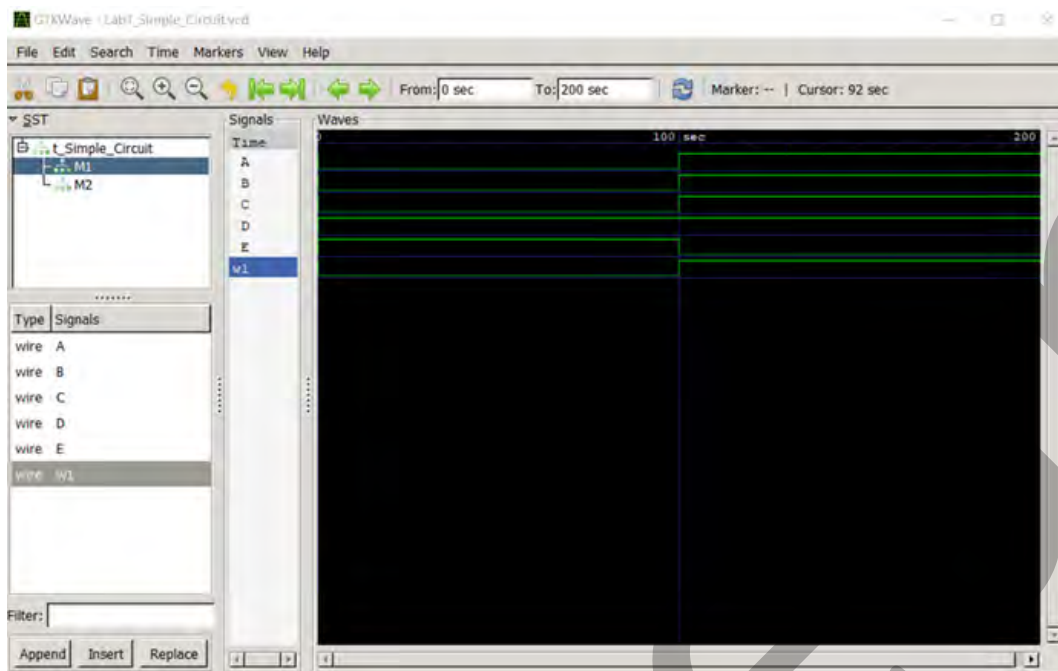 GTKWave - Lab1_Simple_Circuit.vcd
File Edit Search Time Markers View Help
From: 0 sec To: 200 sec Marker: -- | Cursor: 92 sec
SST
t_Simple_Circuit
M1
M2
Type Signals
wire A
wire B
wire C
wire D
wire E
wire w1
Filter:
Append Insert Replace
Signals
Time
A
B
C
D
E
w1
Waves
0 100 sec 200